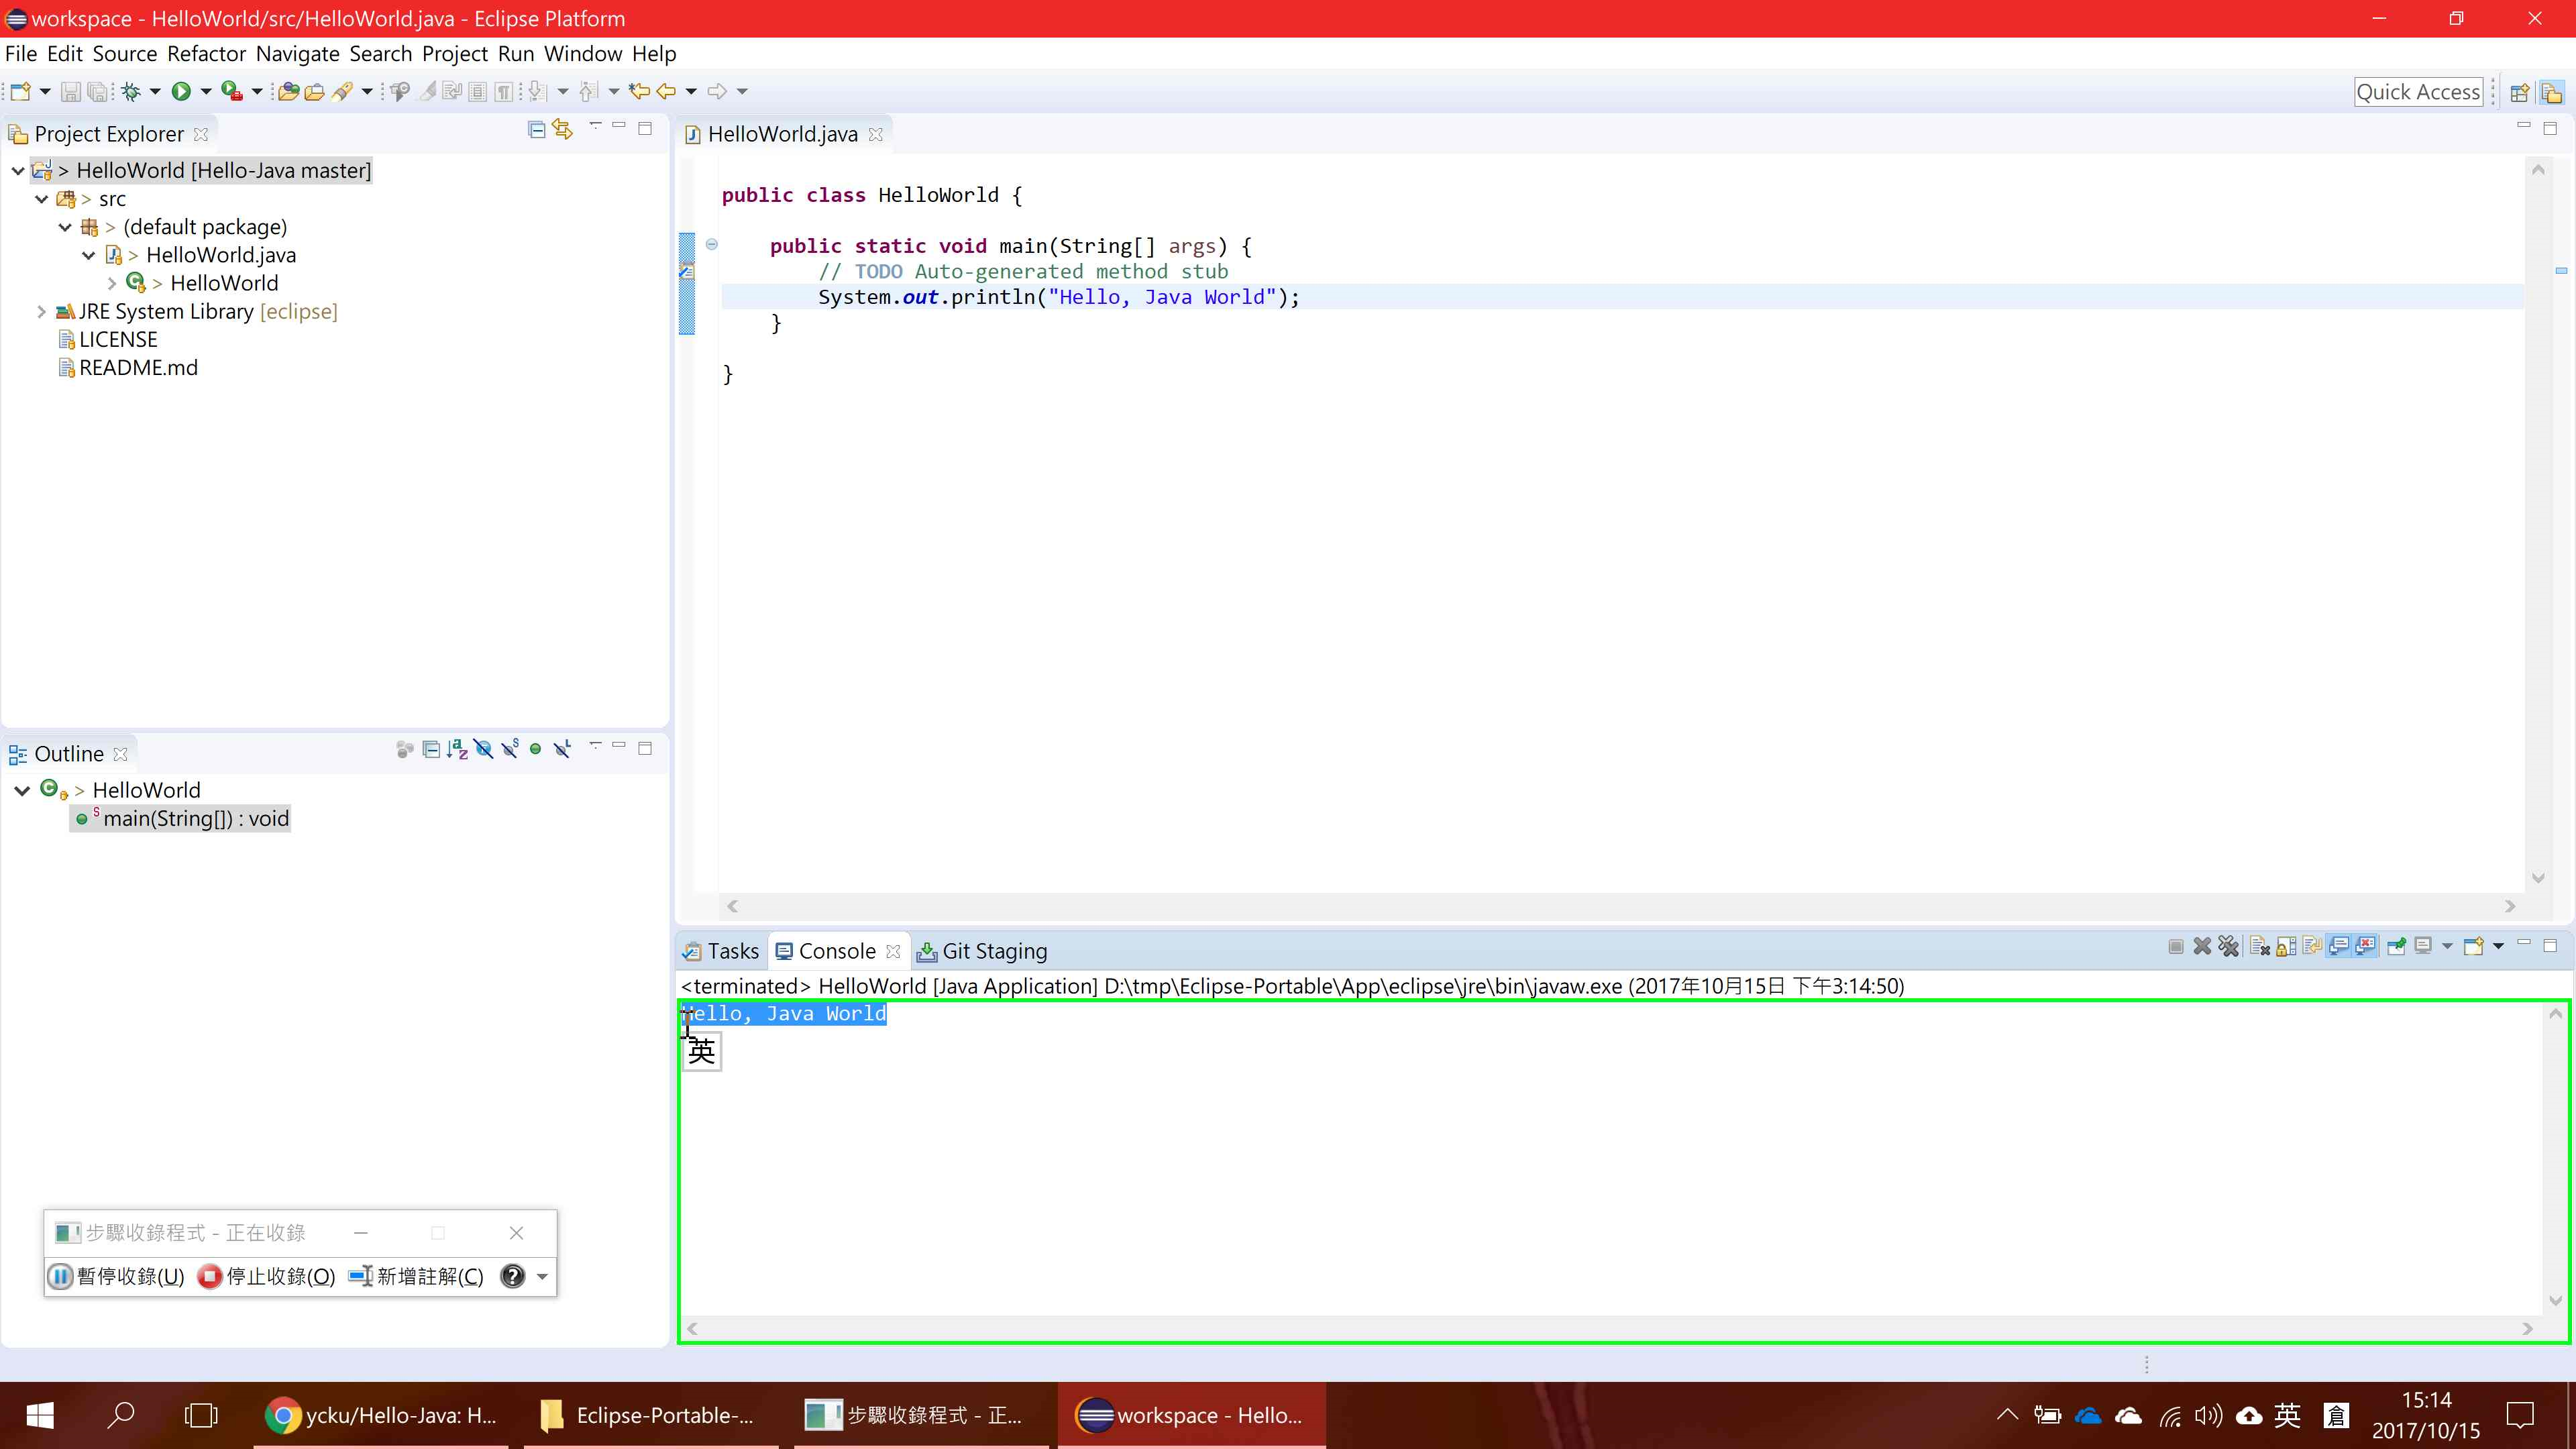 workspace - HelloWorld/src/HelloWorld.java - Eclipse Platform
File Edit Source Refactor Navigate Search Project Run Window Help
Quick Access
Project Explorer
> HelloWorld [Hello-Java master]
> src
> (default package)
> HelloWorld.java
> HelloWorld
JRE System Library [eclipse]
LICENSE
README.md
HelloWorld.java
public class HelloWorld {
public static void main(String[] args) {
// TODO Auto-generated method stub
System.out.println("Hello, Java World");
}
}
Outline
> HelloWorld
main(String[]) : void
Tasks
Console
Git Staging
<terminated> HelloWorld [Java Application] D:\tmp\Eclipse-Portable\App\eclipse\jre\bin\javaw.exe (2017年10月15日 下午3:14:50)
Hello, Java World
英
步驟收錄程式 - 正在收錄
暫停收錄(U) 停止收錄(O) 新增註解(C)
ycku/Hello-Java: H...
Eclipse-Portable-...
步驟收錄程式 - 正...
workspace - Hello...
英
倉
15:14
2017/10/15